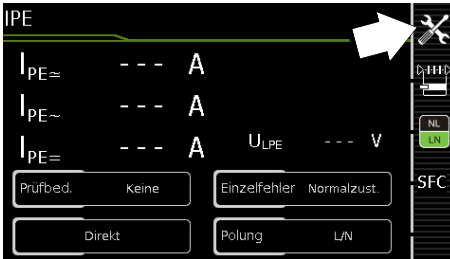 IPE
IPE≃ --- A
IPE~ --- A
NL
LN
IPE= --- A
ULPE --- V
SFC
Prüfbed. Keine
Einzelfehler Normalzust.
Direkt
Polung L/N